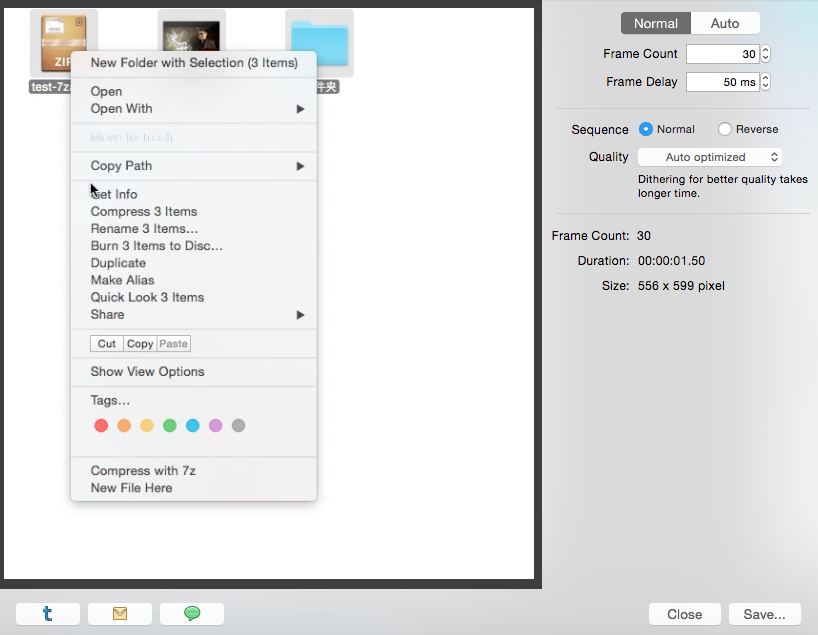 ZIP
test-7z
件夹
New Folder with Selection (3 Items)
Open
Open With
Move to Trash
Copy Path
Get Info
Compress 3 Items
Rename 3 Items...
Burn 3 Items to Disc...
Duplicate
Make Alias
Quick Look 3 Items
Share
Cut Copy Paste
Show View Options
Tags...
Compress with 7z
New File Here
Normal Auto
Frame Count 30
Frame Delay 50 ms
Sequence Normal Reverse
Quality Auto optimized
Dithering for better quality takes
longer time.
Frame Count: 30
Duration: 00:00:01.50
Size: 556 x 599 pixel
t
Close Save...